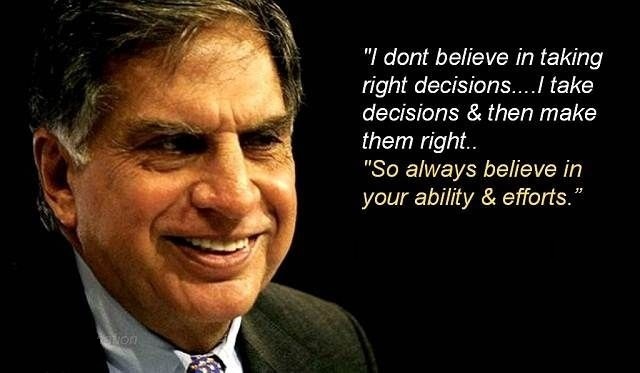 "I dont believe in taking
right decisions....I take
decisions & then make
them right..
"So always believe in
your ability & efforts.”